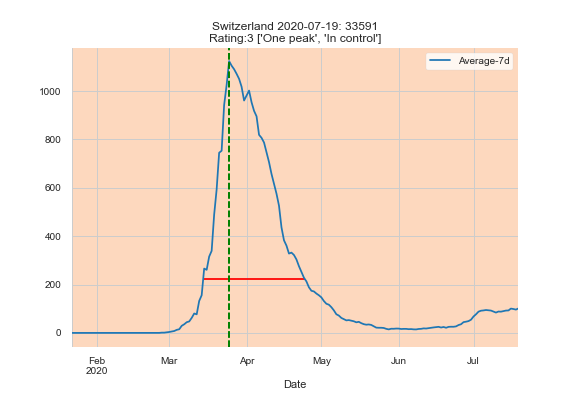 Switzerland 2020-07-19: 33591
Rating:3 ['One peak', 'In control']
Average-7d
1000
800
600
400
200
0
Feb
2020
Mar
Apr
May
Jun
Jul
Date